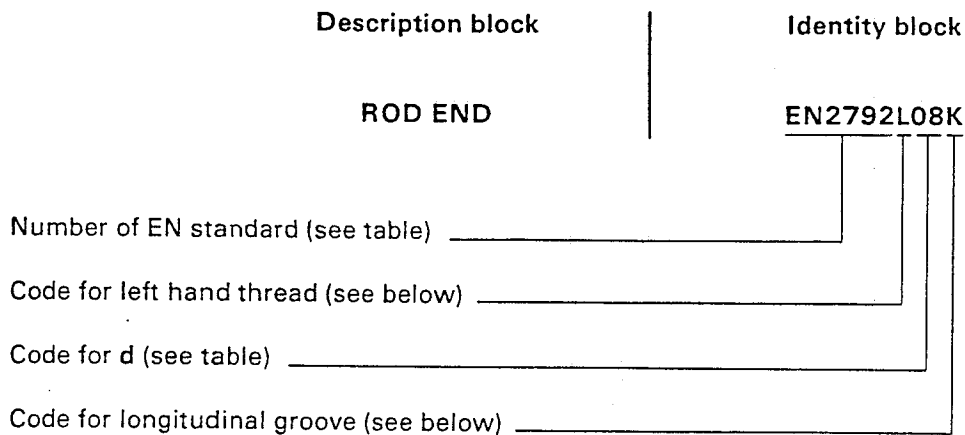 Description block
Identity block
ROD END
EN2792L08K
Number of EN standard (see table)
Code for left hand thread (see below)
Code for d (see table)
Code for longitudinal groove (see below)